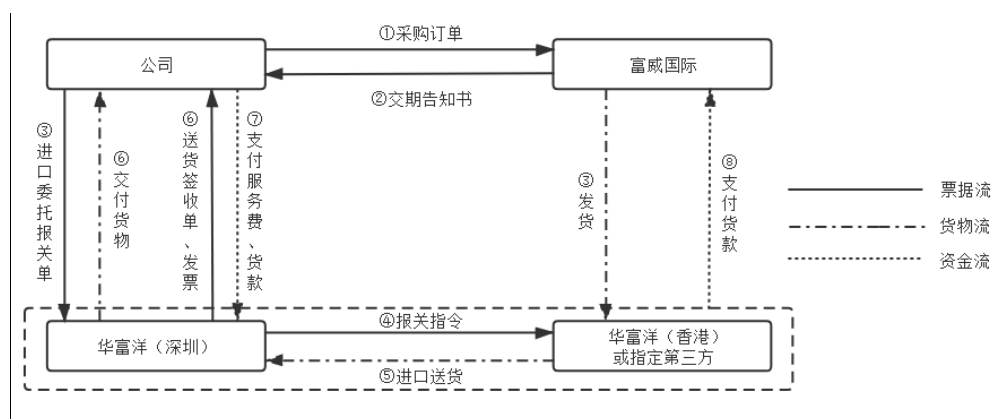 ①采购订单
公司
富威国际
②交期告知书
③进口委托报关单
⑥交付货物
⑥送货签收单、发票
⑦支付服务费、货款
③发货
⑧支付货款
票据流
货物流
资金流
④报关指令
华富洋（深圳）
华富洋（香港）
或指定第三方
⑤进口送货